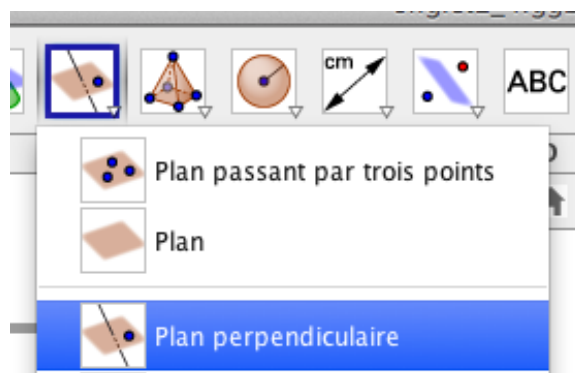 cm
ABC
Plan passant par trois points
Plan
Plan perpendiculaire